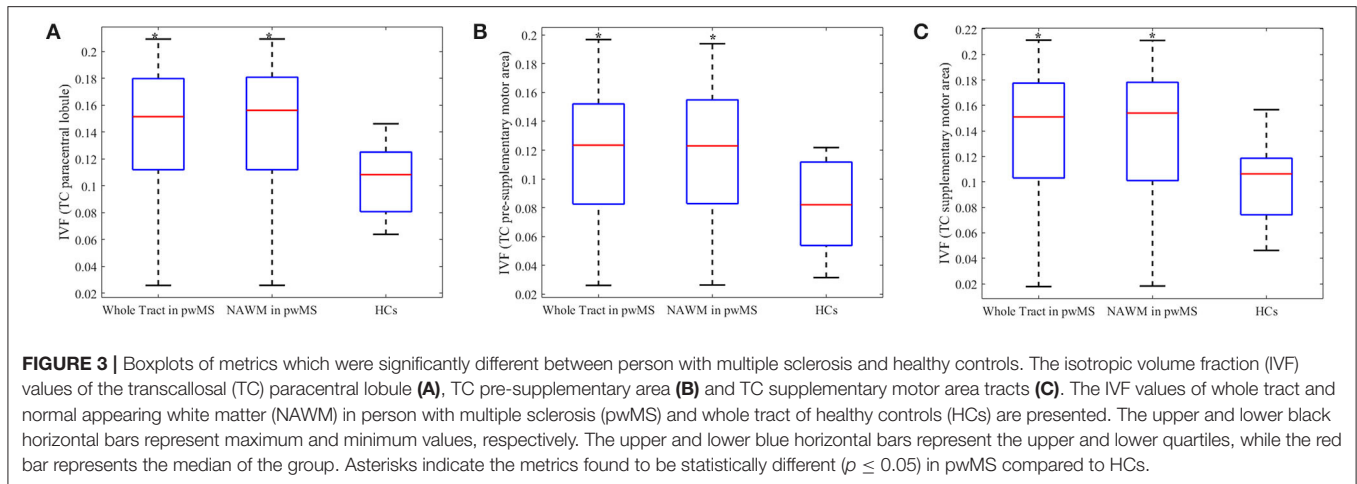 A
B
C
IVF (TC paracentral lobule)
0.2
0.18
0.16
0.14
0.12
0.1
0.08
0.06
0.04
0.02
*
*
Whole Tract in pwMS
NAWM in pwMS
HCs
IVF (TC pre-supplementary motor area)
0.2
0.18
0.16
0.14
0.12
0.1
0.08
0.06
0.04
0.02
*
*
Whole Tract in pwMS
NAWM in pwMS
HCs
IVF (TC supplementary motor area)
0.22
0.2
0.18
0.16
0.14
0.12
0.1
0.08
0.06
0.04
0.02
*
*
Whole Tract in pwMS
NAWM in pwMS
HCs
FIGURE 3 | Boxplots of metrics which were significantly different between person with multiple sclerosis and healthy controls. The isotropic volume fraction (IVF)
values of the transcallosal (TC) paracentral lobule (A), TC pre-supplementary area (B) and TC supplementary motor area tracts (C). The IVF values of whole tract and
normal appearing white matter (NAWM) in person with multiple sclerosis (pwMS) and whole tract of healthy controls (HCs) are presented. The upper and lower black
horizontal bars represent maximum and minimum values, respectively. The upper and lower blue horizontal bars represent the upper and lower quartiles, while the red
bar represents the median of the group. Asterisks indicate the metrics found to be statistically different (p ≤ 0.05) in pwMS compared to HCs.